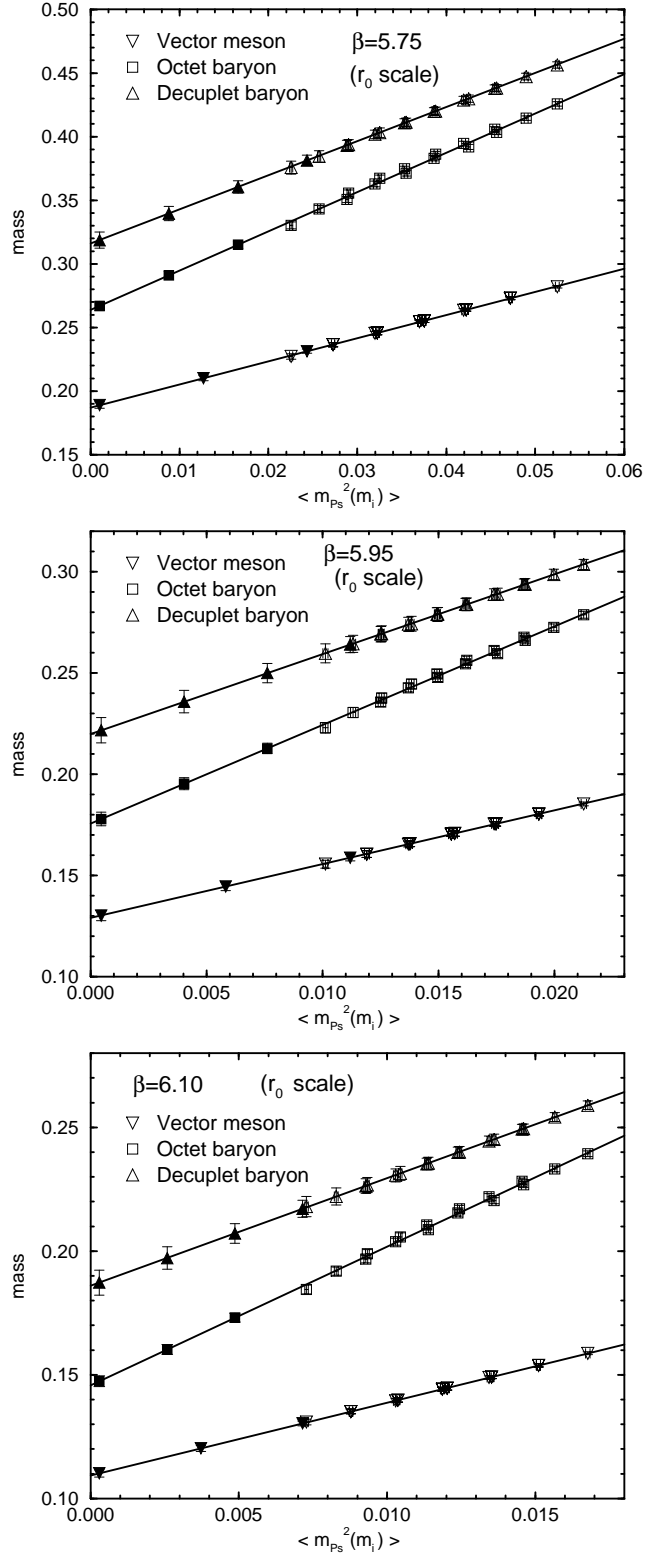 0.50
Vector meson
β=5.75
0.45
Octet baryon
(r0 scale)
Decuplet baryon
0.40
0.35
mass
0.30
0.25
0.20
0.15
0.00 0.01 0.02 0.03 0.04 0.05 0.06
< mPs2(mi) >
β=5.95
Vector meson
0.30
(r0 scale)
Octet baryon
Decuplet baryon
0.25
mass
0.20
0.15
0.10
0.000 0.005 0.010 0.015 0.020
< mPs2(mi) >
β=6.10 (r0 scale)
0.25
Vector meson
Octet baryon
Decuplet baryon
0.20
mass
0.15
0.10
0.000 0.005 0.010 0.015
< mPs2(mi) >